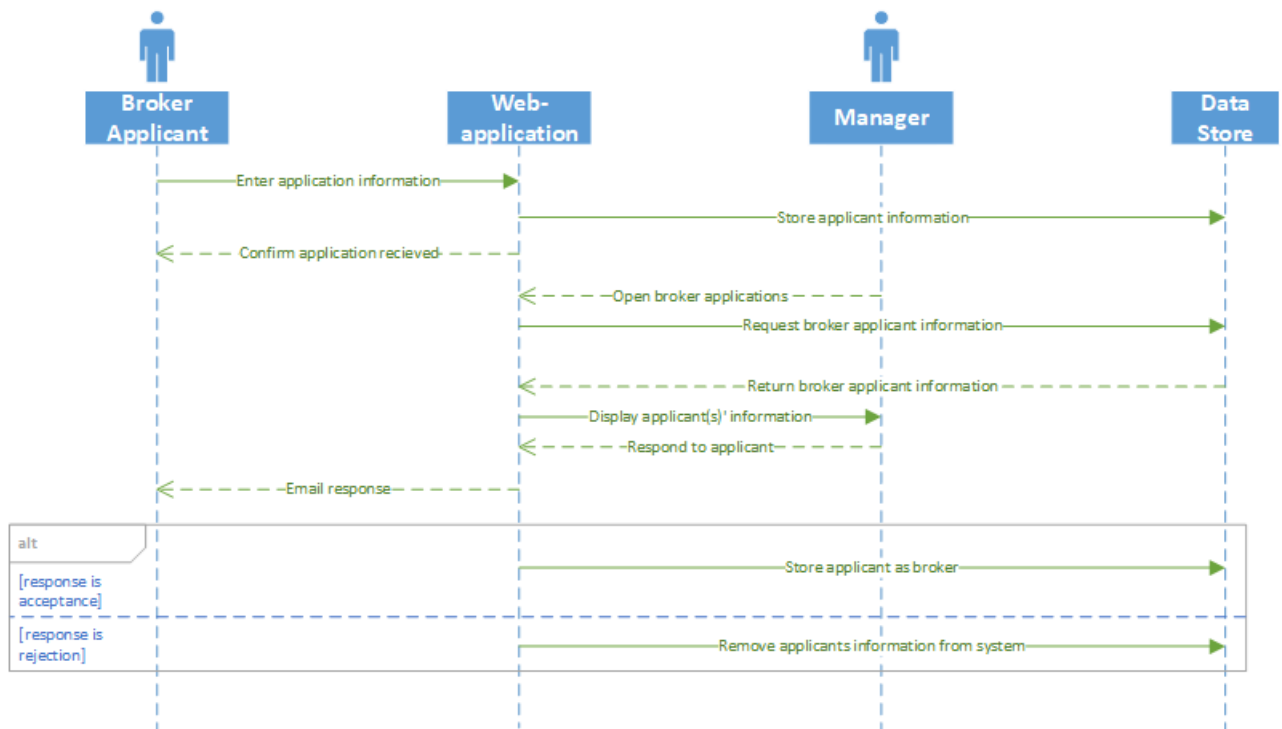 Broker
Applicant
Web-
application
Manager
Data
Store
Enter application information
Store applicant information
Confirm application recieved
Open broker applications
Request broker applicant information
Return broker applicant information
Display applicant(s)' information
Respond to applicant
Email response
alt
[response is
acceptance]
Store applicant as broker
[response is
rejection]
Remove applicants information from system